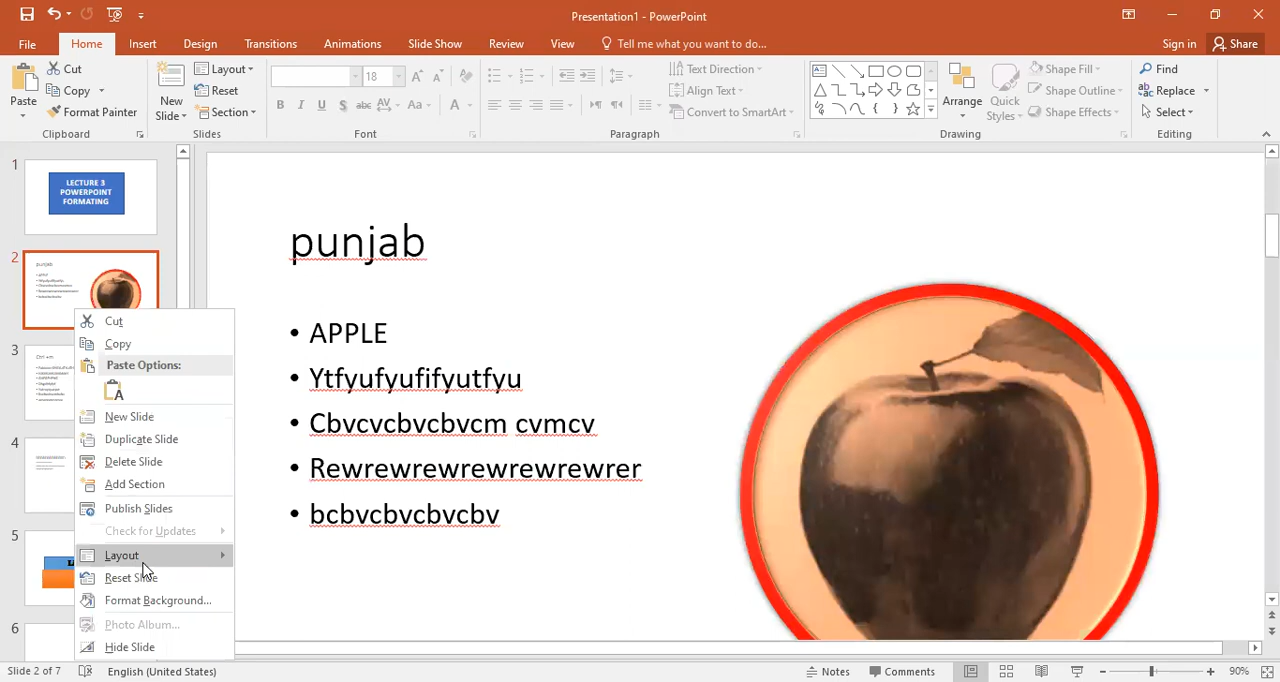 Presentation1 - PowerPoint
File Home Insert Design Transitions Animations Slide Show Review View Tell me what you want to do... Sign in Share
Paste
Cut
Copy
Format Painter
Clipboard
New Slide
Layout
Reset
Section
Slides
18
B I U S abc AV Aa A
Font
Text Direction
Align Text
Convert to SmartArt
Paragraph
Arrange
Quick Styles
Shape Fill
Shape Outline
Shape Effects
Drawing
Find
Replace
Select
Editing
1
LECTURE 3
POWERPOINT
FORMATING
2
punjab
3
4
5
6
Cut
Copy
Paste Options:
New Slide
Duplicate Slide
Delete Slide
Add Section
Publish Slides
Check for Updates
Layout
Reset Slide
Format Background...
Photo Album...
Hide Slide
punjab
• APPLE
• Ytfyufyufifyutfyu
• Cbvcvcbvcbvcm cvmcv
• Rewrewrewrewrewrewrer
• bcbvcbvcbvcbv
Slide 2 of 7 English (United States) Notes Comments 90%